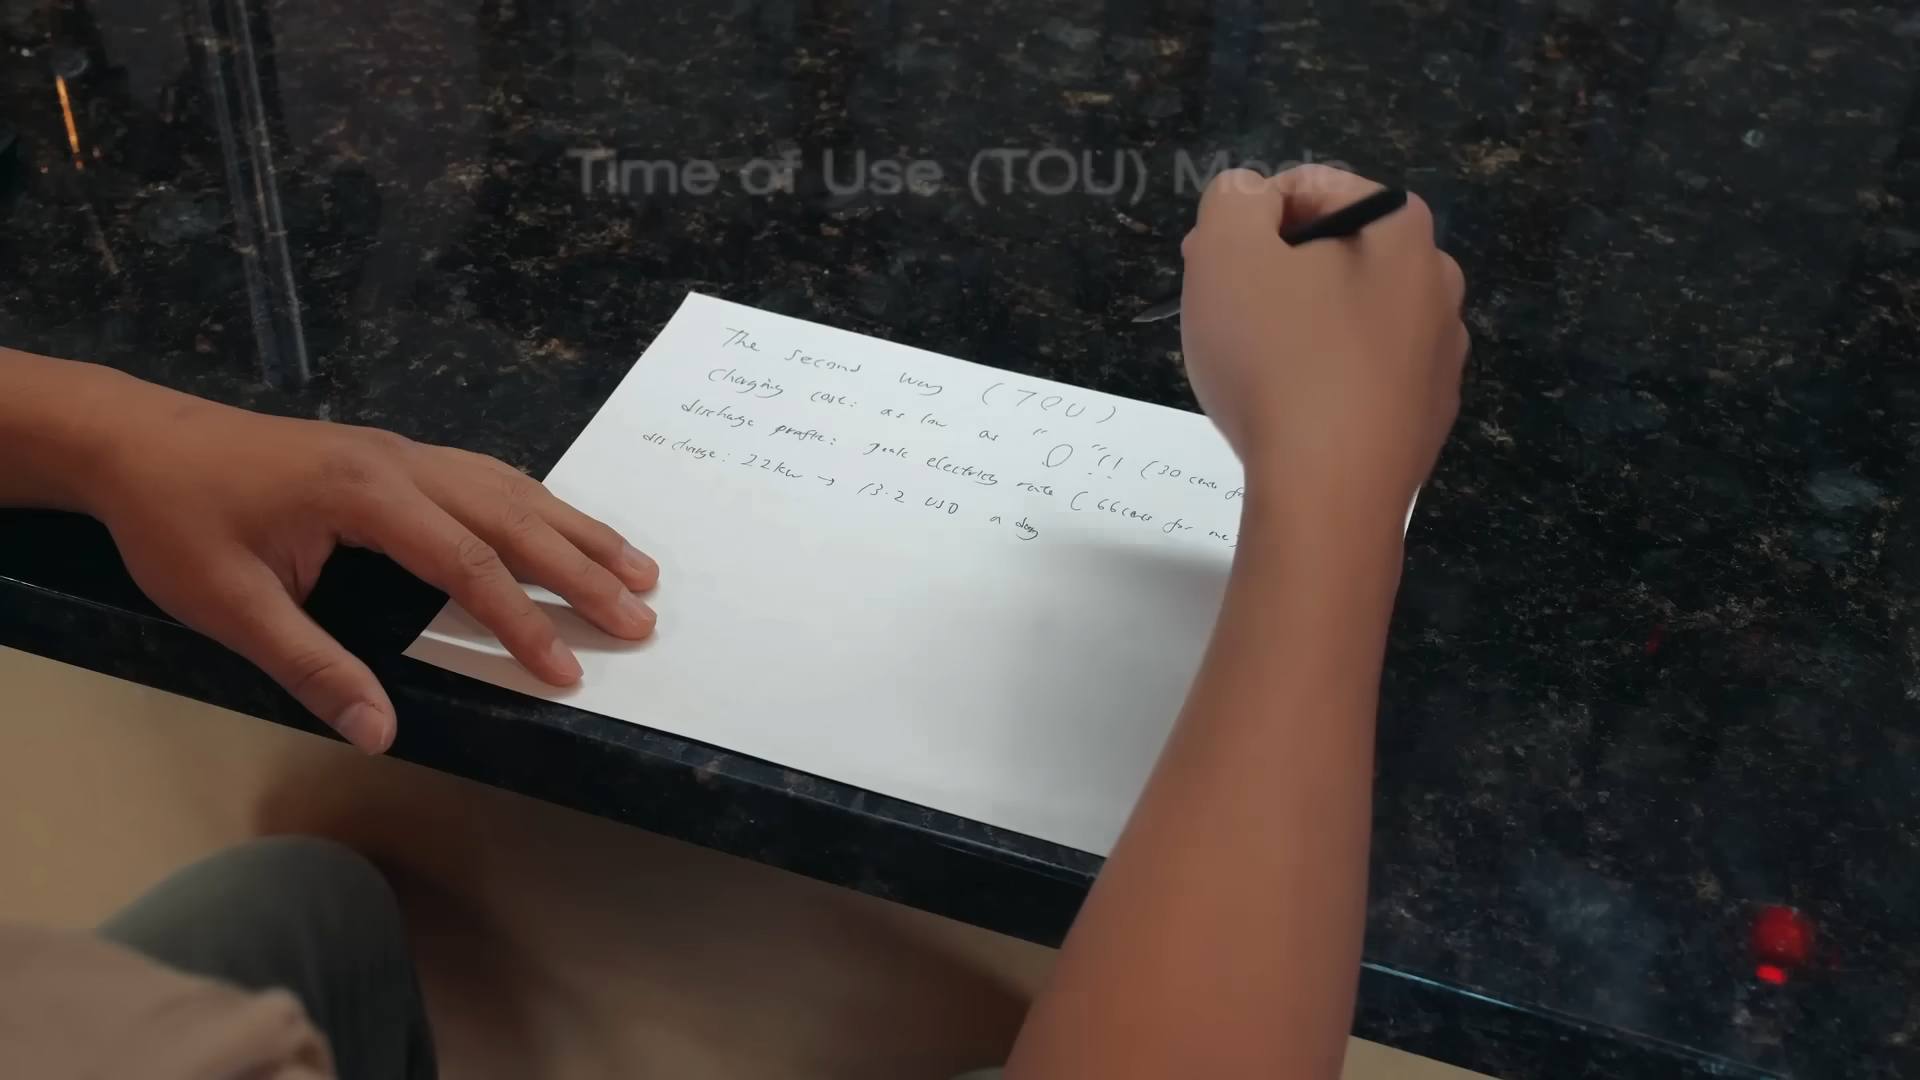 Time of Use (TOU) Mode
The second way (TOU)
Charging cost: as low as "0"!! (30 cents for
discharge profit: peak electricity rate (66 cents for me)
discharge: 22kw → 13.2 USD a day